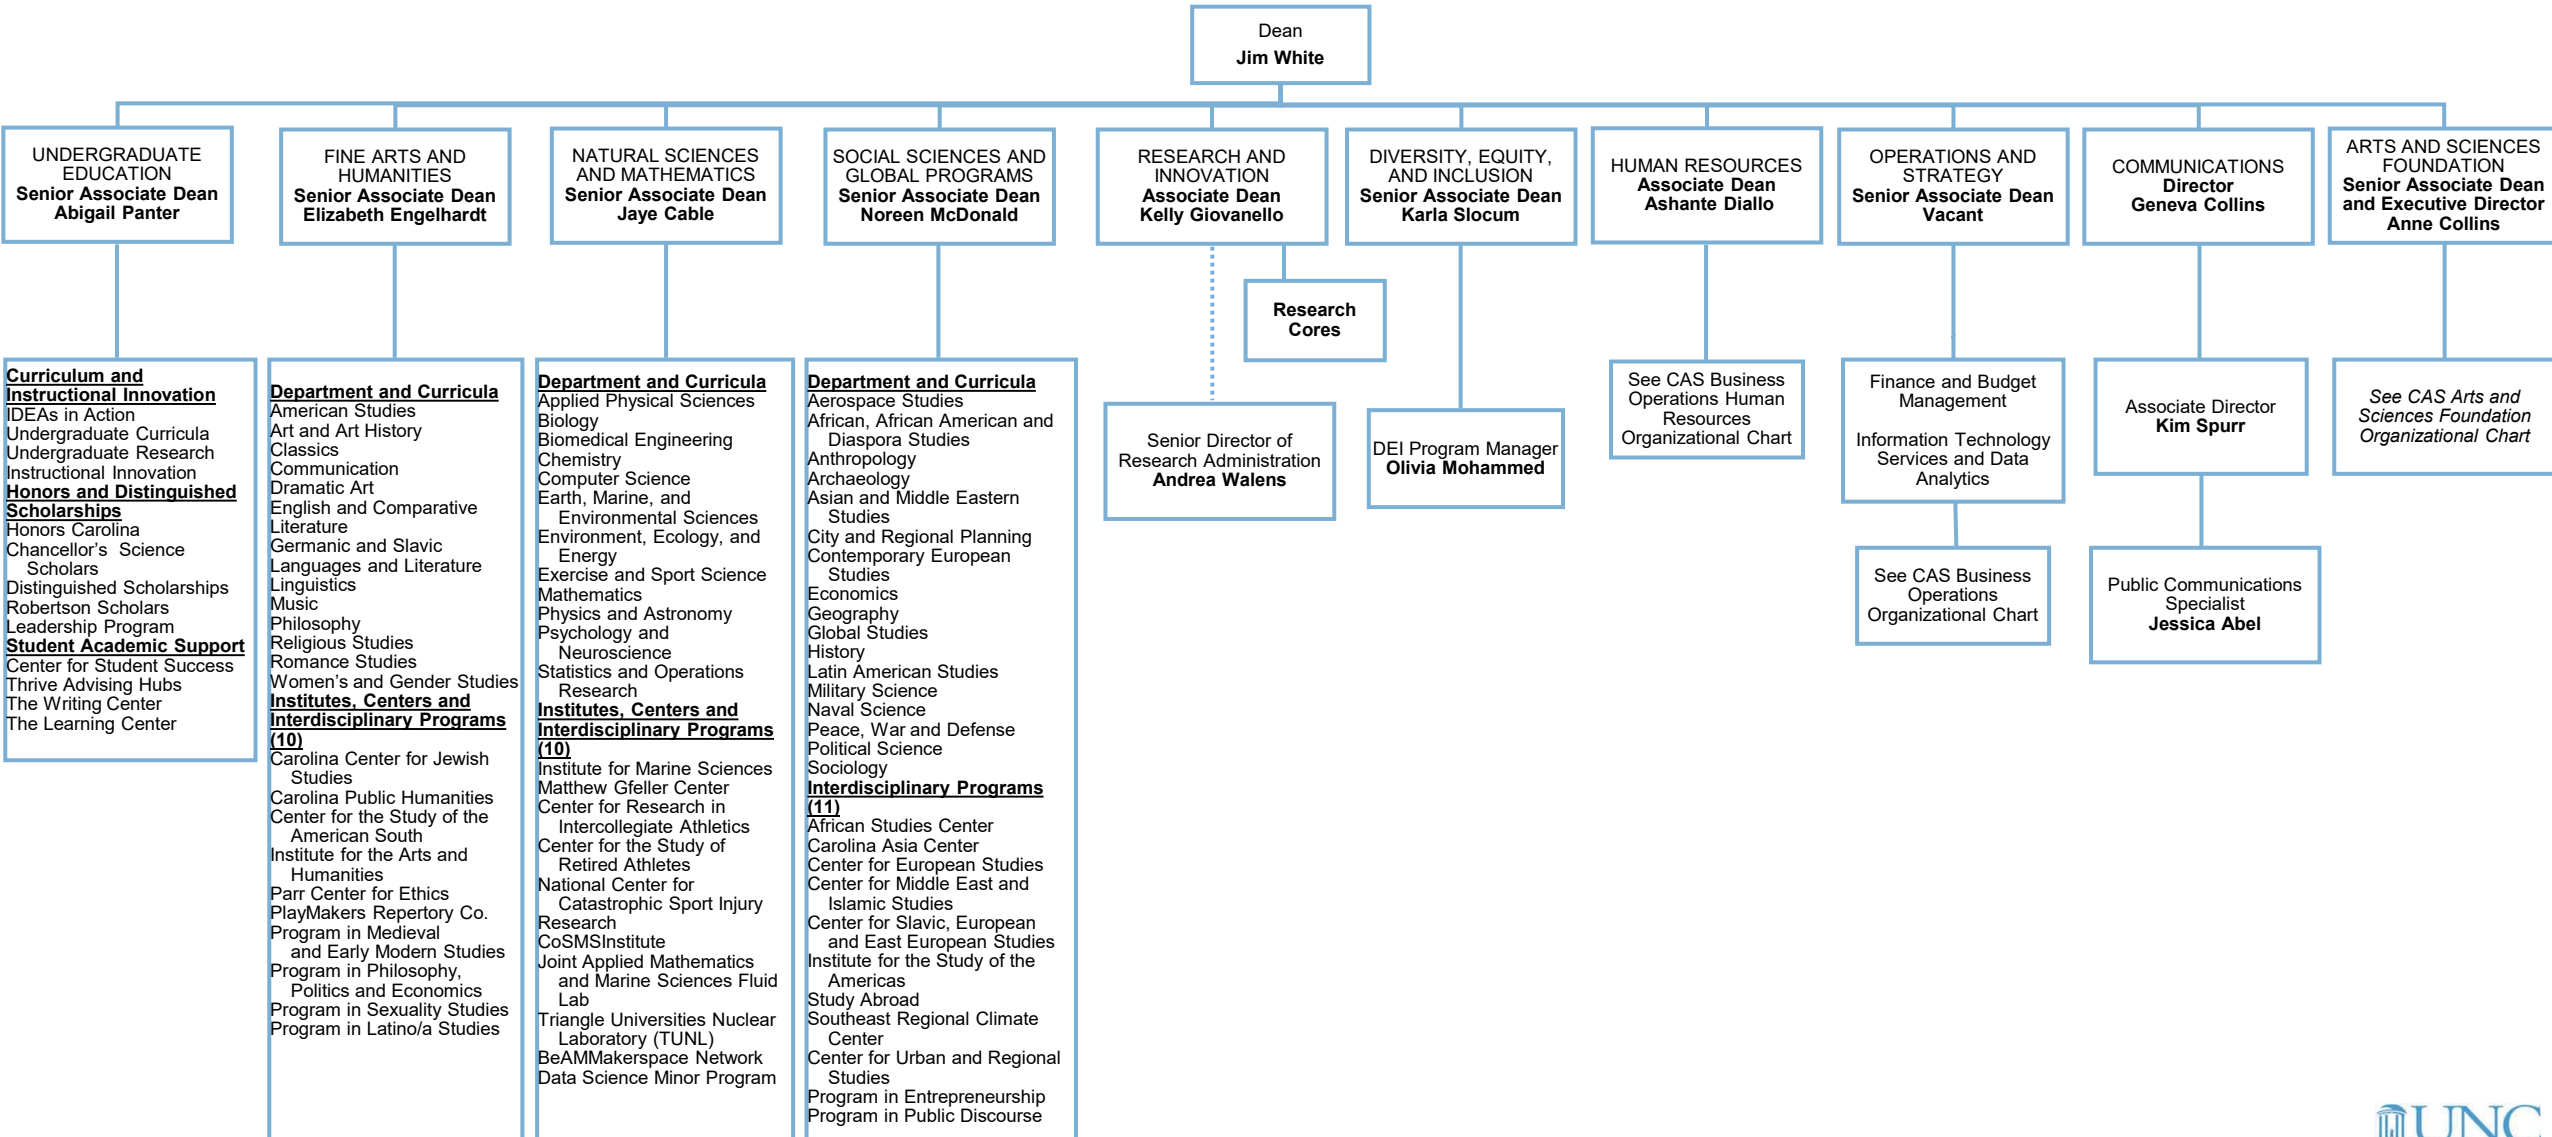 Dean
Jim White
UNDERGRADUATE
EDUCATION
Senior Associate Dean
Abigail Panter
FINE ARTS AND
HUMANITIES
Senior Associate Dean
Elizabeth Engelhardt
NATURAL SCIENCES
AND MATHEMATICS
Senior Associate Dean
Jaye Cable
SOCIAL SCIENCES AND
GLOBAL PROGRAMS
Senior Associate Dean
Noreen McDonald
RESEARCH AND
INNOVATION
Associate Dean
Kelly Giovanello
DIVERSITY, EQUITY,
AND INCLUSION
Senior Associate Dean
Karla Slocum
HUMAN RESOURCES
Associate Dean
Ashante Diallo
OPERATIONS AND
STRATEGY
Senior Associate Dean
Vacant
COMMUNICATIONS
Director
Geneva Collins
ARTS AND SCIENCES
FOUNDATION
Senior Associate Dean
and Executive Director
Anne Collins
Research
Cores
Curriculum and
Instructional Innovation
IDEAs in Action
Undergraduate Curricula
Undergraduate Research
Instructional Innovation
Honors and Distinguished
Scholarships
Honors Carolina
Chancellor's  Science
Scholars
Distinguished Scholarships
Robertson Scholars
Leadership Program
Student Academic Support
Center for Student Success
Thrive Advising Hubs
The Writing Center
The Learning Center
Department and Curricula
American Studies
Art and Art History
Classics
Communication
Dramatic Art
English and Comparative
Literature
Germanic and Slavic
Languages and Literature
Linguistics
Music
Philosophy
Religious Studies
Romance Studies
Women's and Gender Studies
Institutes, Centers and
Interdisciplinary Programs
(10)
Carolina Center for Jewish
Studies
Carolina Public Humanities
Center for the Study of the
American South
Institute for the Arts and
Humanities
Parr Center for Ethics
PlayMakers Repertory Co.
Program in Medieval
and Early Modern Studies
Program in Philosophy,
Politics and Economics
Program in Sexuality Studies
Program in Latino/a Studies
Department and Curricula
Applied Physical Sciences
Biology
Biomedical Engineering
Chemistry
Computer Science
Earth, Marine, and
Environmental Sciences
Environment, Ecology, and
Energy
Exercise and Sport Science
Mathematics
Physics and Astronomy
Psychology and
Neuroscience
Statistics and Operations
Research
Institutes, Centers and
Interdisciplinary Programs
(10)
Institute for Marine Sciences
Matthew Gfeller Center
Center for Research in
Intercollegiate Athletics
Center for the Study of
Retired Athletes
National Center for
Catastrophic Sport Injury
Research
CoSMSInstitute
Joint Applied Mathematics
and Marine Sciences Fluid
Lab
Triangle Universities Nuclear
Laboratory (TUNL)
BeAMMakerspace Network
Data Science Minor Program
Department and Curricula
Aerospace Studies
African, African American and
Diaspora Studies
Anthropology
Archaeology
Asian and Middle Eastern
Studies
City and Regional Planning
Contemporary European
Studies
Economics
Geography
Global Studies
History
Latin American Studies
Military Science
Naval Science
Peace, War and Defense
Political Science
Sociology
Interdisciplinary Programs
(11)
African Studies Center
Carolina Asia Center
Center for European Studies
Center for Middle East and
Islamic Studies
Center for Slavic, European
and East European Studies
Institute for the Study of the
Americas
Study Abroad
Southeast Regional Climate
Center
Center for Urban and Regional
Studies
Program in Entrepreneurship
Program in Public Discourse
Senior Director of
Research Administration
Andrea Walens
DEI Program Manager
Olivia Mohammed
See CAS Business
Operations Human
Resources
Organizational Chart
Finance and Budget
Management
Information Technology
Services and Data
Analytics
See CAS Business
Operations
Organizational Chart
Associate Director
Kim Spurr
Public Communications
Specialist
Jessica Abel
See CAS Arts and
Sciences Foundation
Organizational Chart
UNC